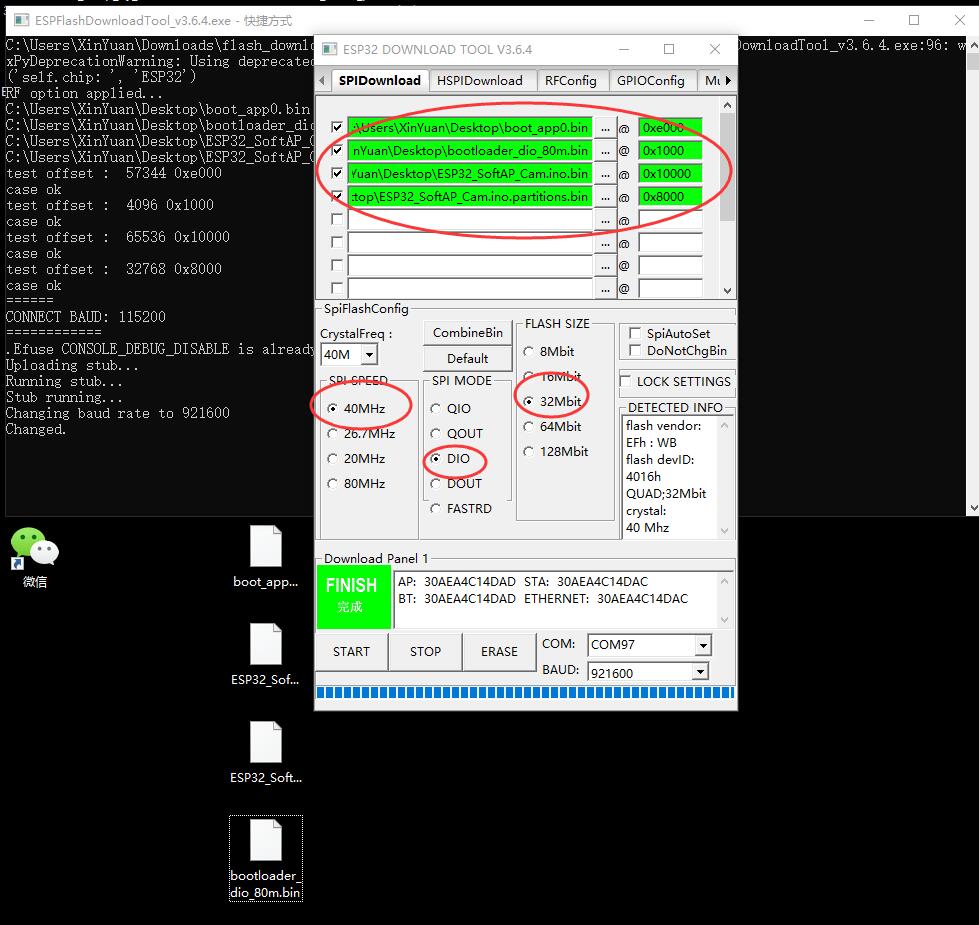 ESPFlashDownloadTool_v3.6.4.exe - 快捷方式
C:\Users\XinYuan\Downloads\flash_downlo
DownloadTool_v3.6.4.exe:96: w
xPyDeprecationWarning: Using deprecated
('self.chip: ', 'ESP32')
RF option applied...
C:\Users\XinYuan\Desktop\boot_app0.bin
C:\Users\XinYuan\Desktop\bootloader_dio
C:\Users\XinYuan\Desktop\ESP32_SoftAP_C
C:\Users\XinYuan\Desktop\ESP32_SoftAP_C
test offset :  57344 0xe000
case ok
test offset :  4096 0x1000
case ok
test offset :  65536 0x10000
case ok
test offset :  32768 0x8000
case ok
======
CONNECT BAUD: 115200
============
.Efuse CONSOLE_DEBUG_DISABLE is already
Uploading stub...
Running stub...
Stub running...
Changing baud rate to 921600
Changed.
ESP32 DOWNLOAD TOOL V3.6.4
SPIDownload HSPIDownload RFConfig GPIOConfig Mu
:\Users\XinYuan\Desktop\boot_app0.bin ... @ 0xe000
nYuan\Desktop\bootloader_dio_80m.bin ... @ 0x1000
Yuan\Desktop\ESP32_SoftAP_Cam.ino.bin ... @ 0x10000
:top\ESP32_SoftAP_Cam.ino.partitions.bin ... @ 0x8000
... @
... @
... @
... @
SpiFlashConfig
CrystalFreq :
40M
CombineBin
Default
SPI SPEED
40MHz
26.7MHz
20MHz
80MHz
SPI MODE
QIO
QOUT
DIO
DOUT
FASTRD
FLASH SIZE
8Mbit
16Mbit
32Mbit
64Mbit
128Mbit
SpiAutoSet
DoNotChgBin
LOCK SETTINGS
DETECTED INFO
flash vendor:
EFh : WB
flash devID:
4016h
QUAD;32Mbit
crystal:
40 Mhz
Download Panel 1
FINISH
完成
AP:  30AEA4C14DAD  STA:  30AEA4C14DAC
BT:  30AEA4C14DAD  ETHERNET:  30AEA4C14DAC
START STOP ERASE
COM: COM97
BAUD: 921600
微信
boot_app...
ESP32_Sof...
ESP32_Soft...
bootloader_
dio_80m.bin